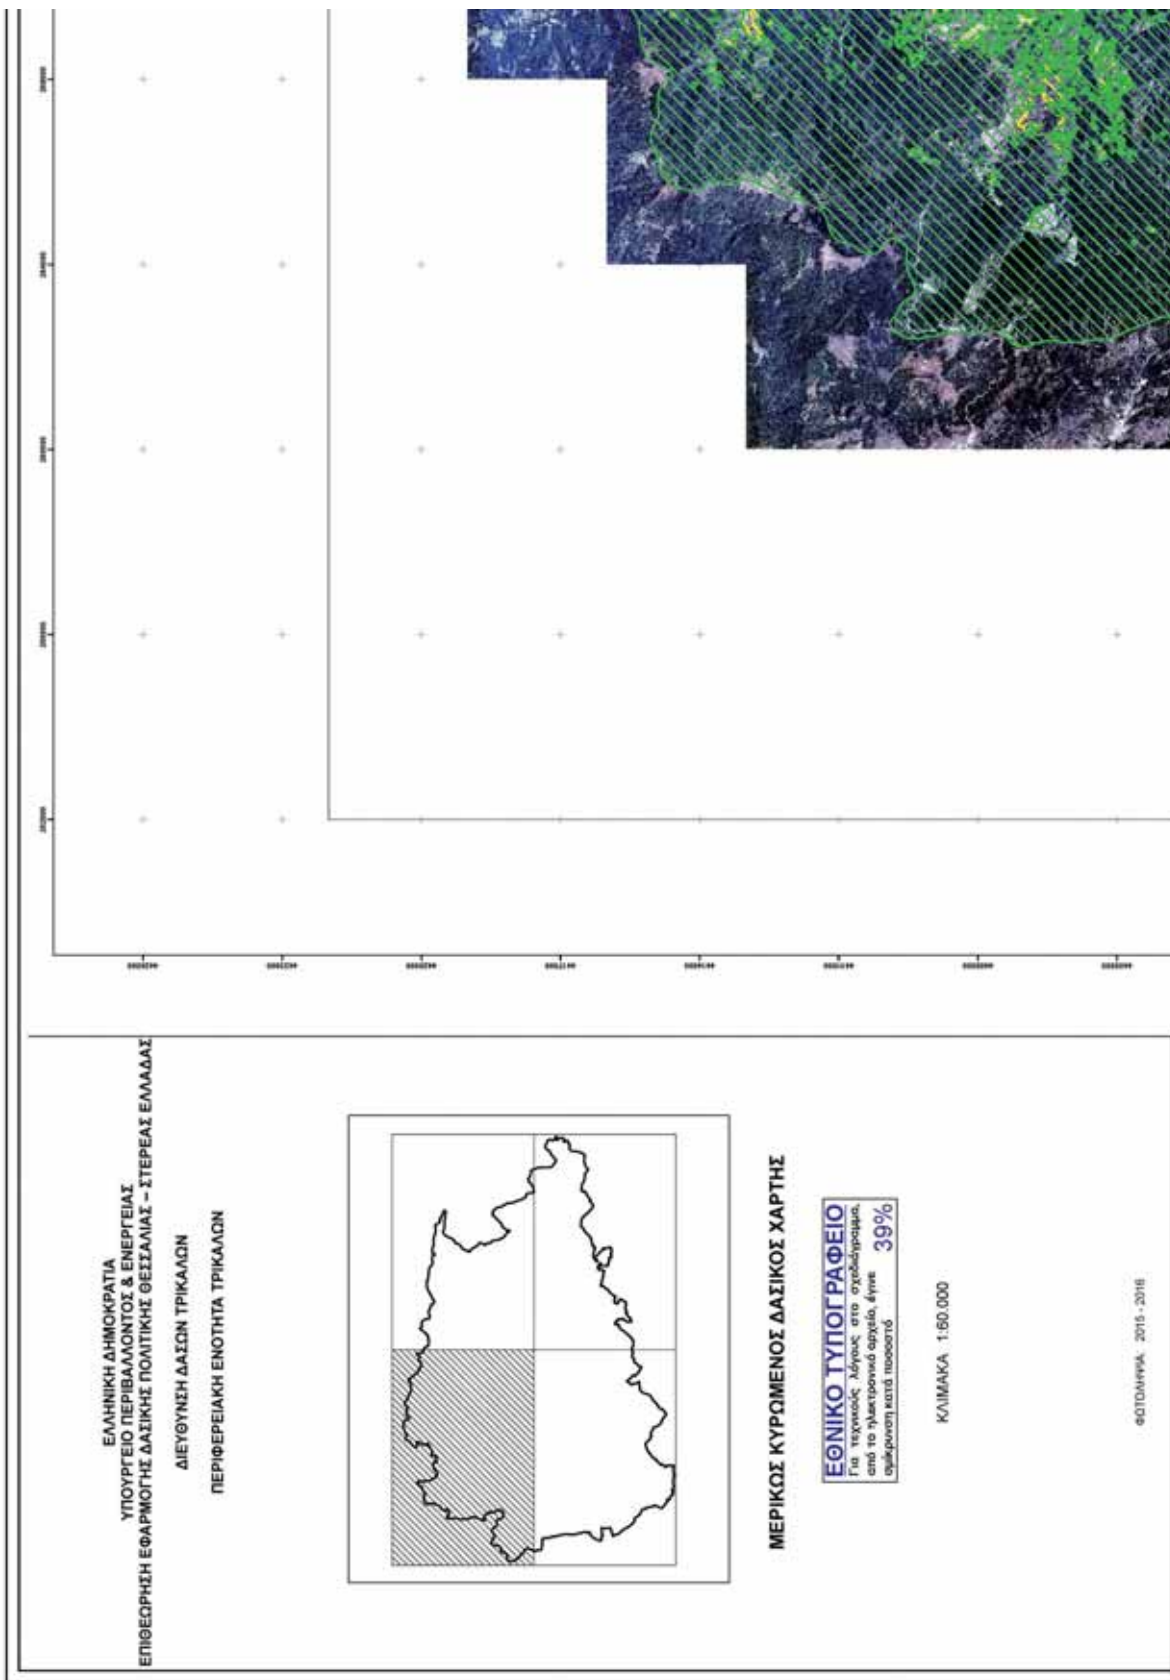 ΕΛΛΗΝΙΚΗ ΔΗΜΟΚΡΑΤΙΑ
ΥΠΟΥΡΓΕΙΟ ΠΕΡΙΒΑΛΛΟΝΤΟΣ & ΕΝΕΡΓΕΙΑΣ
ΕΠΙΘΕΩΡΗΣΗ ΕΦΑΡΜΟΓΗΣ ΔΑΣΙΚΗΣ ΠΟΛΙΤΙΚΗΣ ΘΕΣΣΑΛΙΑΣ – ΣΤΕΡΕΑΣ ΕΛΛΑΔΑΣ
ΔΙΕΥΘΥΝΣΗ ΔΑΣΩΝ ΤΡΙΚΑΛΩΝ
ΠΕΡΙΦΕΡΕΙΑΚΗ ΕΝΟΤΗΤΑ ΤΡΙΚΑΛΩΝ
ΜΕΡΙΚΩΣ ΚΥΡΩΜΕΝΟΣ ΔΑΣΙΚΟΣ ΧΑΡΤΗΣ
ΕΘΝΙΚΟ ΤΥΠΟΓΡΑΦΕΙΟ
Για τεχνικούς λόγους στο σχεδιάγραμμα,
από το ηλεκτρονικό αρχείο, έγινε
σμίκρυνση κατά ποσοστό 39%
ΚΛΙΜΑΚΑ 1:60.000
ΦΩΤΟΛΗΨΙΑ: 2015 - 2016